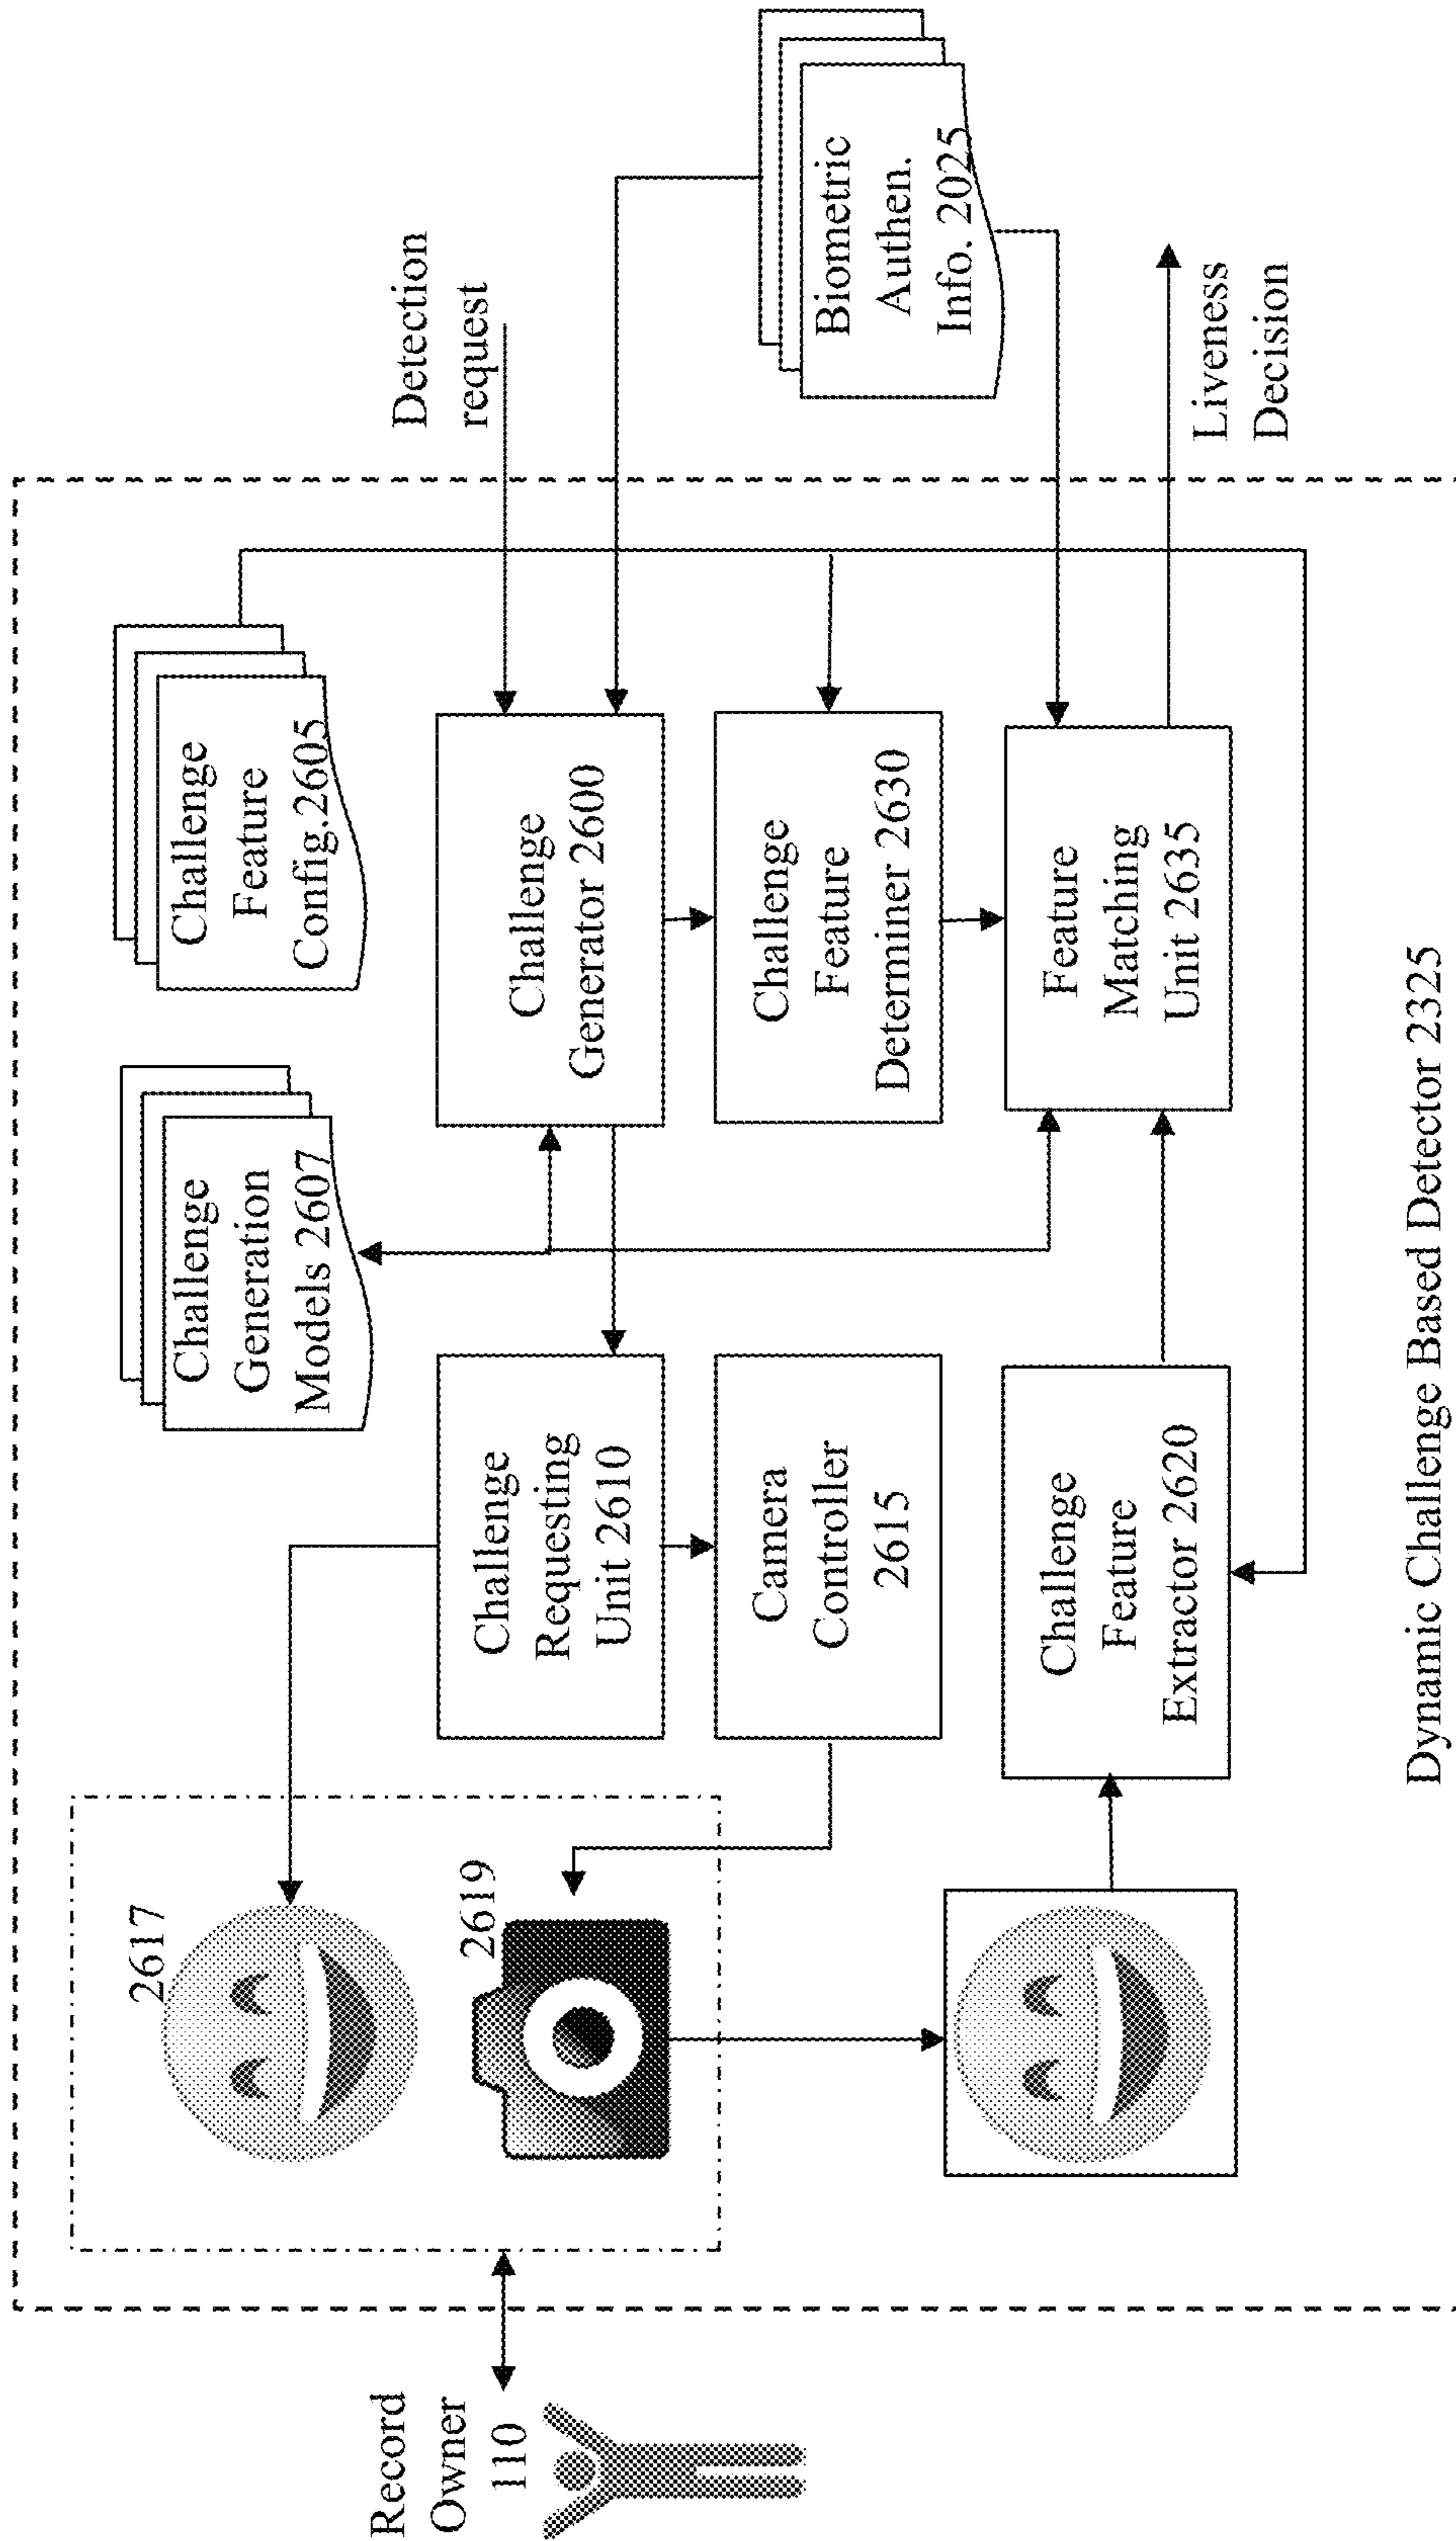 Record
Owner
110
2617
2619
Challenge
Generation
Models 2607
Challenge
Feature
Config.2605
Challenge
Requesting
Unit 2610
Challenge
Generator 2600
Detection
request
Camera
Controller
2615
Challenge
Feature
Determiner 2630
Biometric
Authen.
Info. 2025
Challenge
Feature
Extractor 2620
Feature
Matching
Unit 2635
Liveness
Decision
Dynamic Challenge Based Detector 2325